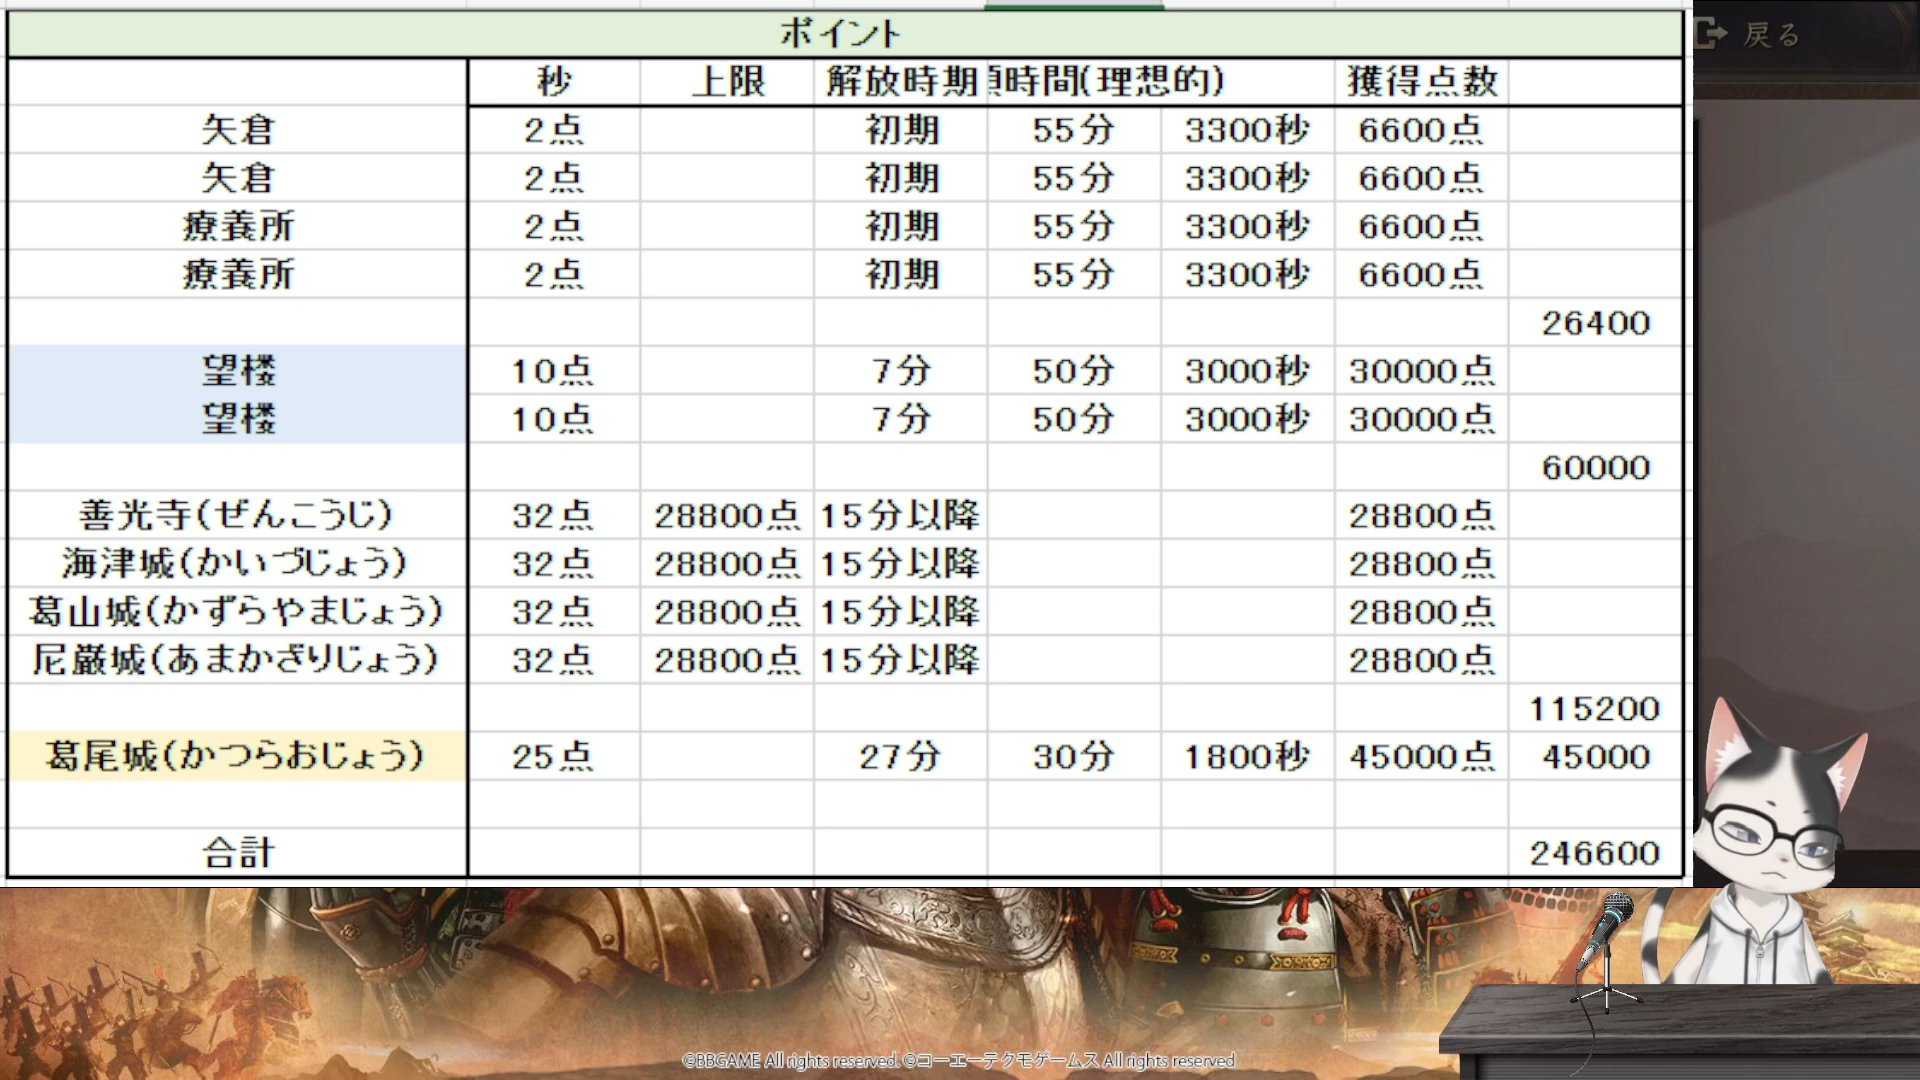 ポイント
戻る
秒 上限 解放時期 時間(理想的) 獲得点数
矢倉 2点 初期 55分 3300秒 6600点
矢倉 2点 初期 55分 3300秒 6600点
療養所 2点 初期 55分 3300秒 6600点
療養所 2点 初期 55分 3300秒 6600点
26400
望楼 10点 7分 50分 3000秒 30000点
望楼 10点 7分 50分 3000秒 30000点
60000
善光寺(ぜんこうじ) 32点 28800点 15分以降 28800点
海津城(かいづじょう) 32点 28800点 15分以降 28800点
葛山城(かずらやまじょう) 32点 28800点 15分以降 28800点
尼厳城(あまかざりじょう) 32点 28800点 15分以降 28800点
115200
葛尾城(かつらおじょう) 25点 27分 30分 1800秒 45000点 45000
合計 246600
©BBGAME All rights reserved. ©コーエーテクモゲームス All rights reserved